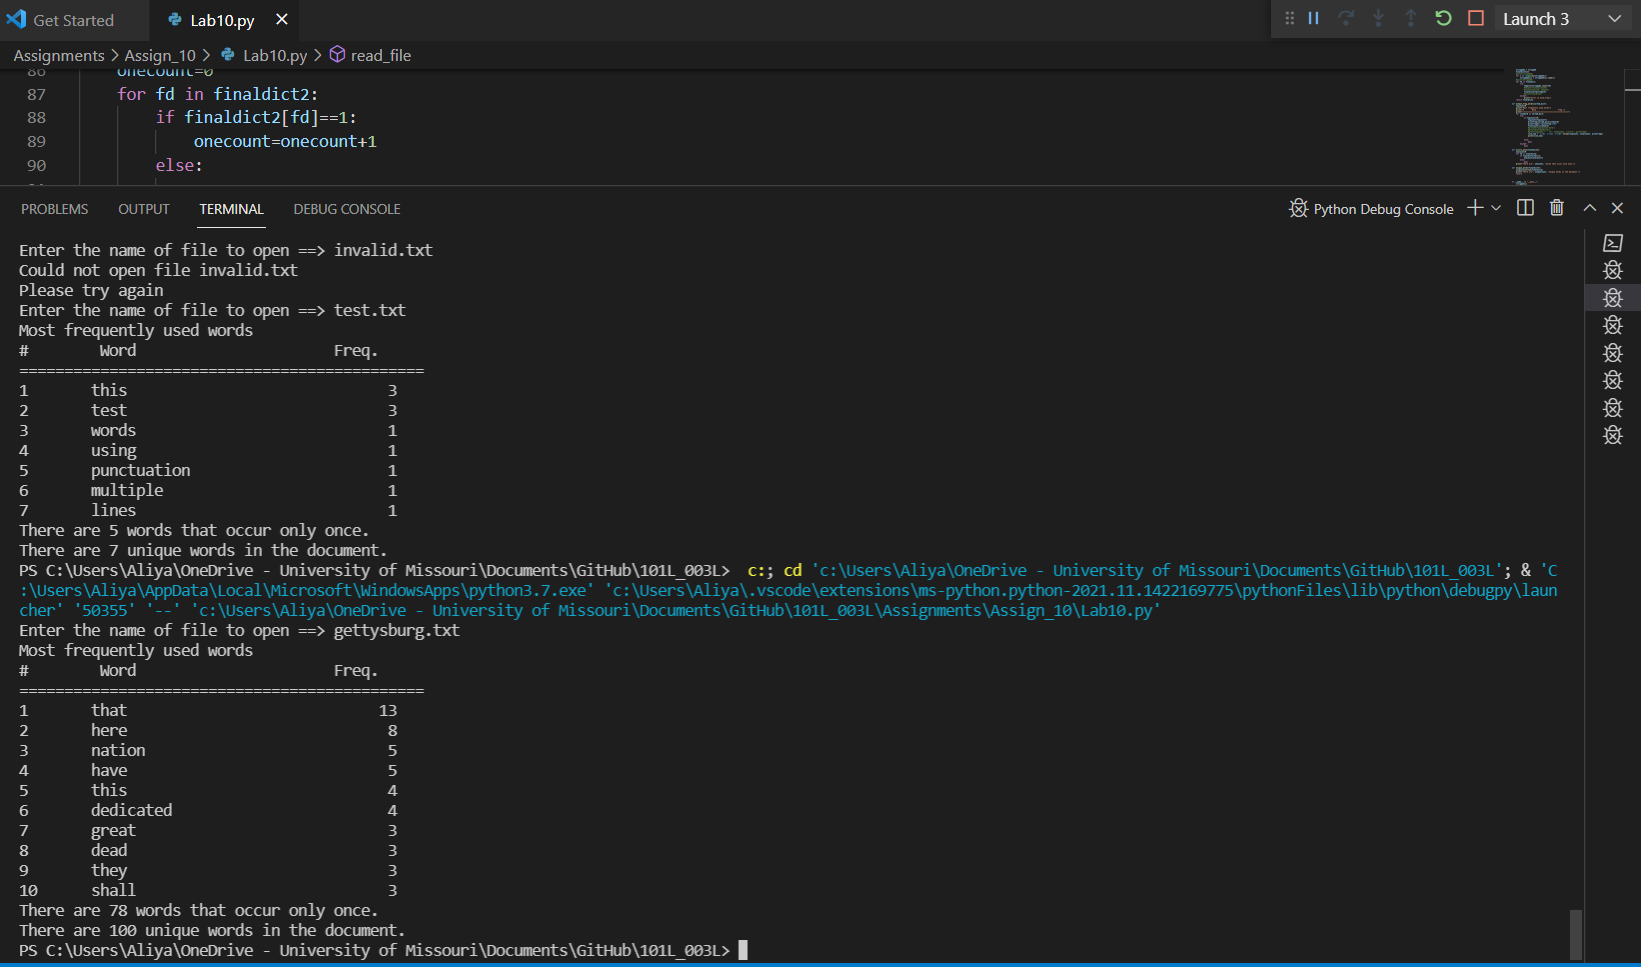 Get Started
Lab10.py
Launch 3
Assignments > Assign_10 > Lab10.py > read_file
86 onecount=0
87 for fd in finaldict2:
88 if finaldict2[fd]==1:
89 onecount=onecount+1
90 else:
PROBLEMS OUTPUT TERMINAL DEBUG CONSOLE
Python Debug Console
Enter the name of file to open ==> invalid.txt
Could not open file invalid.txt
Please try again
Enter the name of file to open ==> test.txt
Most frequently used words
# Word Freq.
=============================================
1 this 3
2 test 3
3 words 1
4 using 1
5 punctuation 1
6 multiple 1
7 lines 1
There are 5 words that occur only once.
There are 7 unique words in the document.
PS C:\Users\Aliya\OneDrive - University of Missouri\Documents\GitHub\101L_003L> c:; cd 'c:\Users\Aliya\OneDrive - University of Missouri\Documents\GitHub\101L_003L'; & 'C
:\Users\Aliya\AppData\Local\Microsoft\WindowsApps\python3.7.exe' 'c:\Users\Aliya\.vscode\extensions\ms-python.python-2021.11.1422169775\pythonFiles\lib\python\debugpy\laun
cher' '50355' '--' 'c:\Users\Aliya\OneDrive - University of Missouri\Documents\GitHub\101L_003L\Assignments\Assign_10\Lab10.py'
Enter the name of file to open ==> gettysburg.txt
Most frequently used words
# Word Freq.
=============================================
1 that 13
2 here 8
3 nation 5
4 have 5
5 this 4
6 dedicated 4
7 great 3
8 dead 3
9 they 3
10 shall 3
There are 78 words that occur only once.
There are 100 unique words in the document.
PS C:\Users\Aliya\OneDrive - University of Missouri\Documents\GitHub\101L_003L>